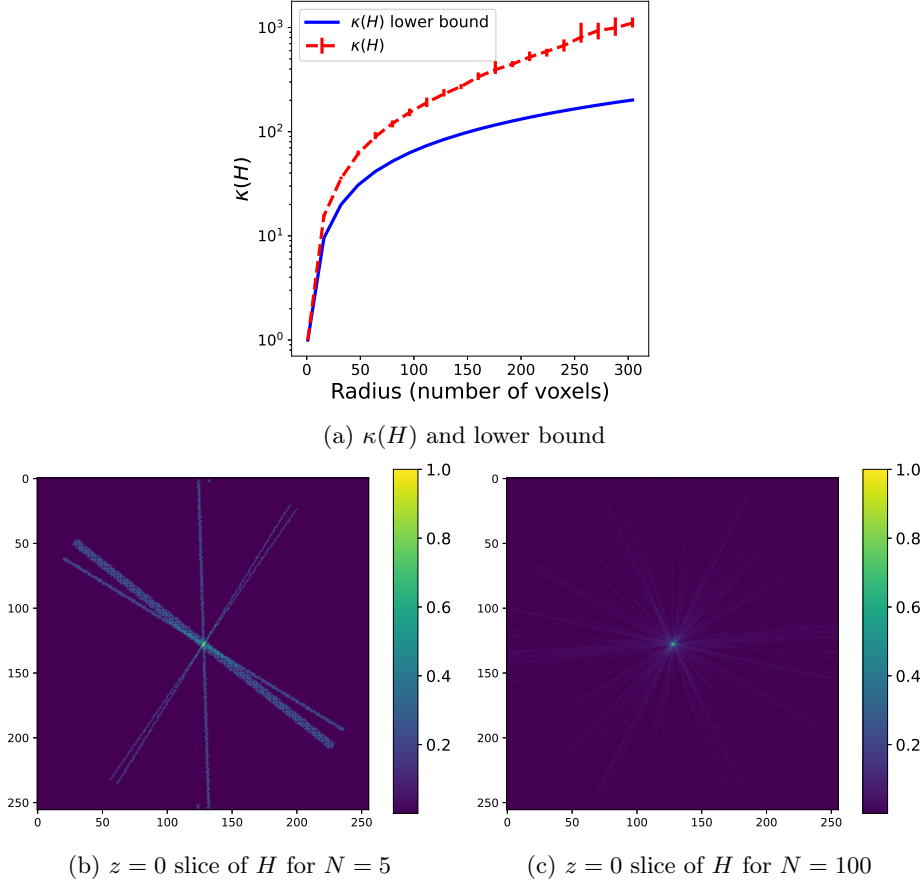 κ(H) lower bound
κ(H)
10³
10²
10¹
10⁰
κ(H)
0 50 100 150 200 250 300
Radius (number of voxels)
(a) κ(H) and lower bound
0
50
100
150
200
250
0 50 100 150 200 250
1.0
0.8
0.6
0.4
0.2
0
50
100
150
200
250
0 50 100 150 200 250
1.0
0.8
0.6
0.4
0.2
(b) z = 0 slice of H for N = 5
(c) z = 0 slice of H for N = 100